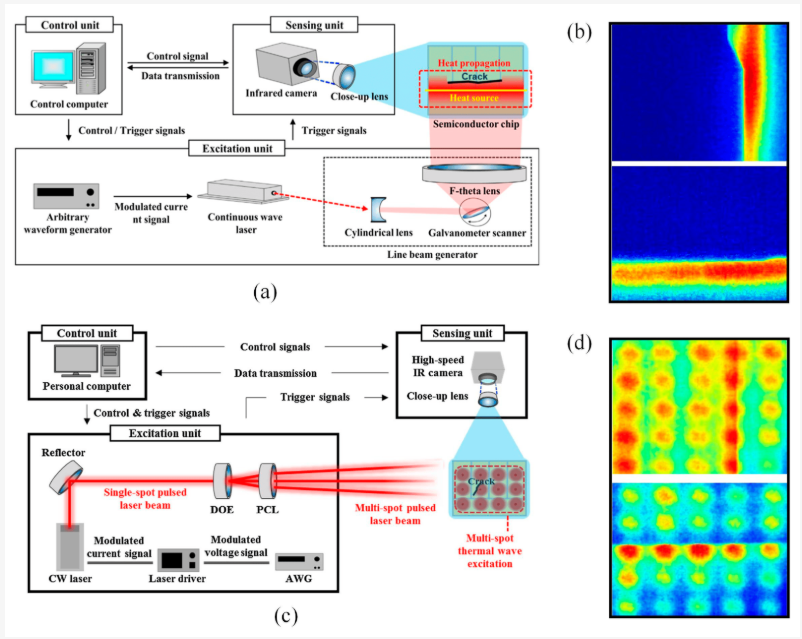 Control unit
Control computer
Control signal
Data transmission
Sensing unit
Infrared camera
Close-up lens
Heat propagation
Crack
Heat source
Semiconductor chip
Control / Trigger signals
Trigger signals
Excitation unit
Arbitrary
waveform generator
Modulated curre
nt signal
Continuous wave
laser
Cylindrical lens
F-theta lens
Galvanometer scanner
Line beam generator
(a)
(b)
Control unit
Personal computer
Control signals
Data transmission
Trigger signals
Sensing unit
High-speed
IR camera
Close-up lens
Control & trigger signals
Excitation unit
Reflector
Single-spot pulsed
laser beam
DOE
PCL
Multi-spot pulsed
laser beam
Crack
Multi-spot
thermal wave
excitation
CW laser
Modulated
current signal
Laser driver
Modulated
voltage signal
AWG
(c)
(d)